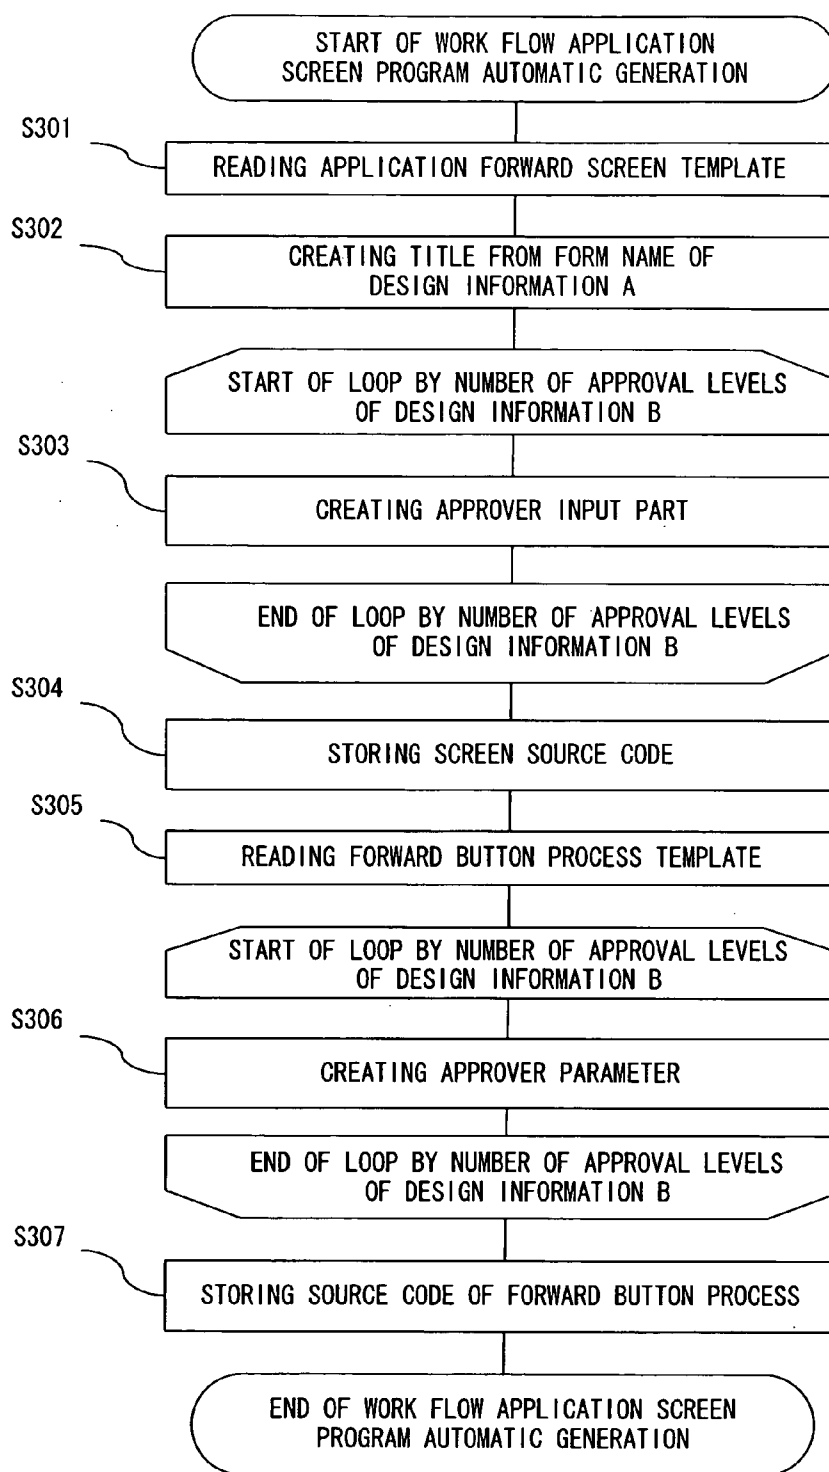 START OF WORK FLOW APPLICATION
SCREEN PROGRAM AUTOMATIC GENERATION
S301
READING APPLICATION FORWARD SCREEN TEMPLATE
S302
CREATING TITLE FROM FORM NAME OF
DESIGN INFORMATION A
START OF LOOP BY NUMBER OF APPROVAL LEVELS
OF DESIGN INFORMATION B
S303
CREATING APPROVER INPUT PART
END OF LOOP BY NUMBER OF APPROVAL LEVELS
OF DESIGN INFORMATION B
S304
STORING SCREEN SOURCE CODE
S305
READING FORWARD BUTTON PROCESS TEMPLATE
START OF LOOP BY NUMBER OF APPROVAL LEVELS
OF DESIGN INFORMATION B
S306
CREATING APPROVER PARAMETER
END OF LOOP BY NUMBER OF APPROVAL LEVELS
OF DESIGN INFORMATION B
S307
STORING SOURCE CODE OF FORWARD BUTTON PROCESS
END OF WORK FLOW APPLICATION SCREEN
PROGRAM AUTOMATIC GENERATION